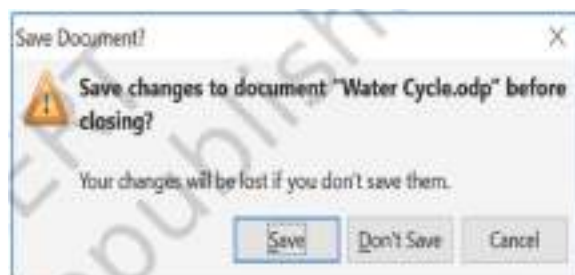 Save Document?
Save changes to document "Water Cycle.odp" before
closing?
Your changes will be lost if you don't save them.
Save Don't Save Cancel